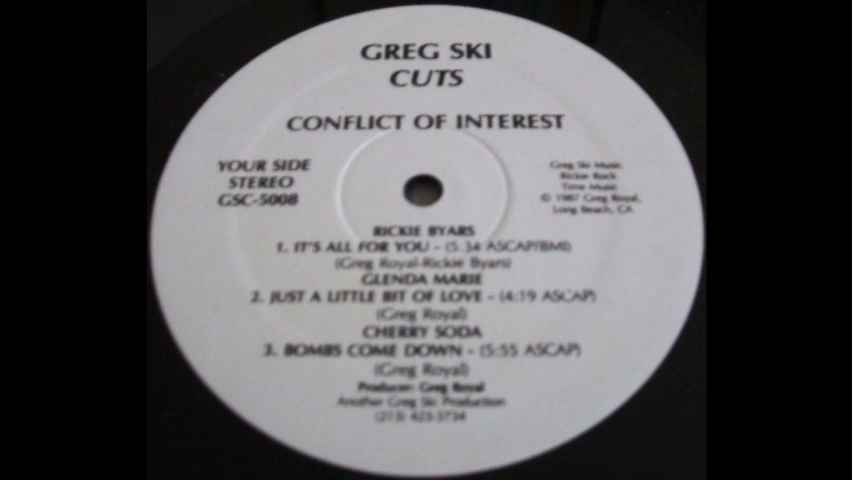 GREG SKI
CUTS
CONFLICT OF INTEREST
YOUR SIDE
STEREO
GSC-5008
Greg Ski Music
Rickie Rock
Time Music
© 1987 Greg Royal,
Long Beach, CA
RICKIE BYARS
1. IT'S ALL FOR YOU - (5:34 ASCAP/BMI)
(Greg Royal-Rickie Byars)
GLENDA MARIE
2. JUST A LITTLE BIT OF LOVE - (4:19 ASCAP)
(Greg Royal)
CHERRY SODA
3. BOMBS COME DOWN - (5:55 ASCAP)
(Greg Royal)
Producer: Greg Royal
Another Greg Ski Production
(213) 423-3734